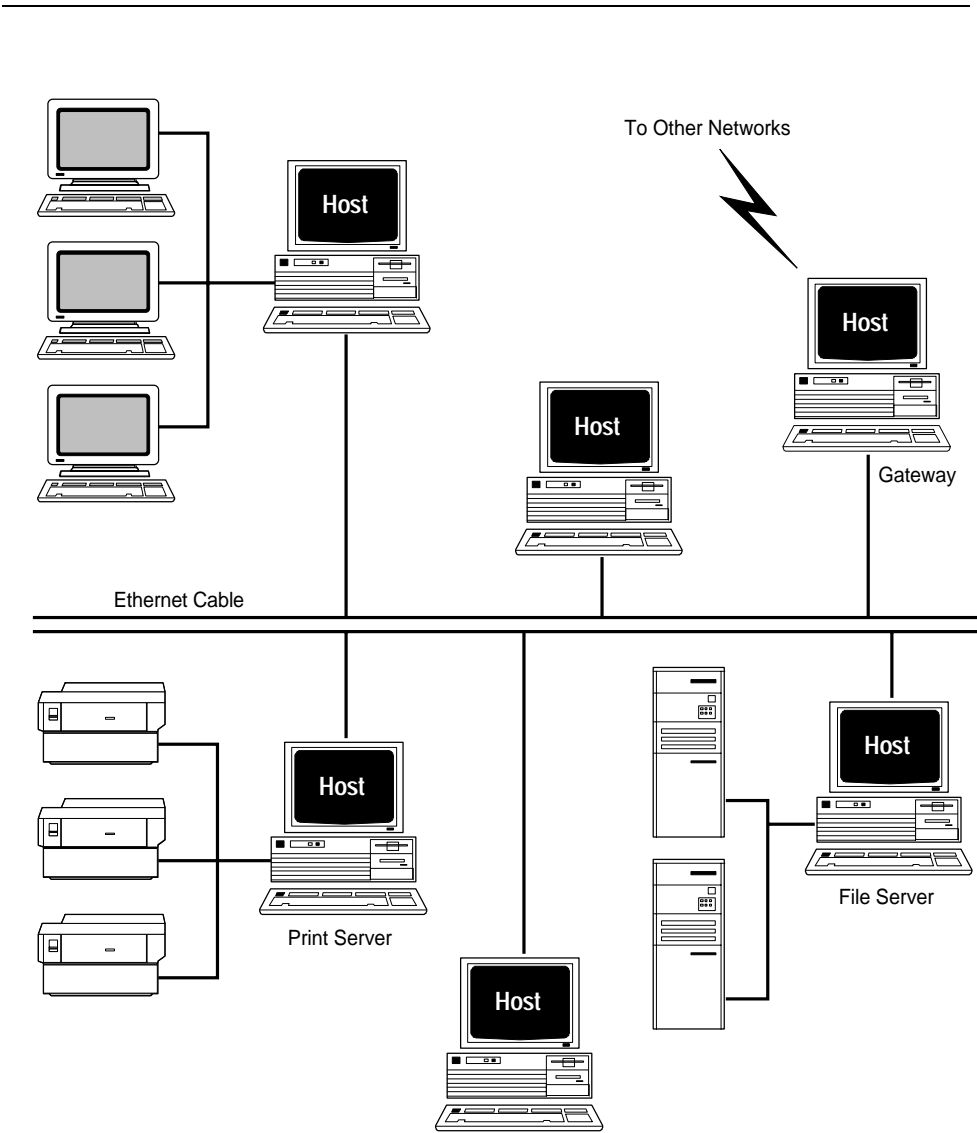 To Other Networks
Host
Host
Host
Gateway
Ethernet Cable
Host
Host
File Server
Print Server
Host